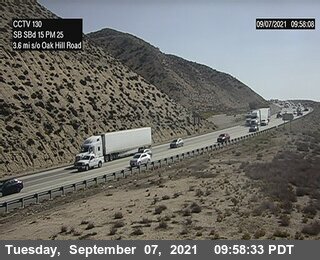 CCTV 130
SB SBd 15 PM 25
3.6 mi s/o Oak Hill Road
09/07/2021 09:58:08
Tuesday, September 07, 2021 09:58:33 PDT